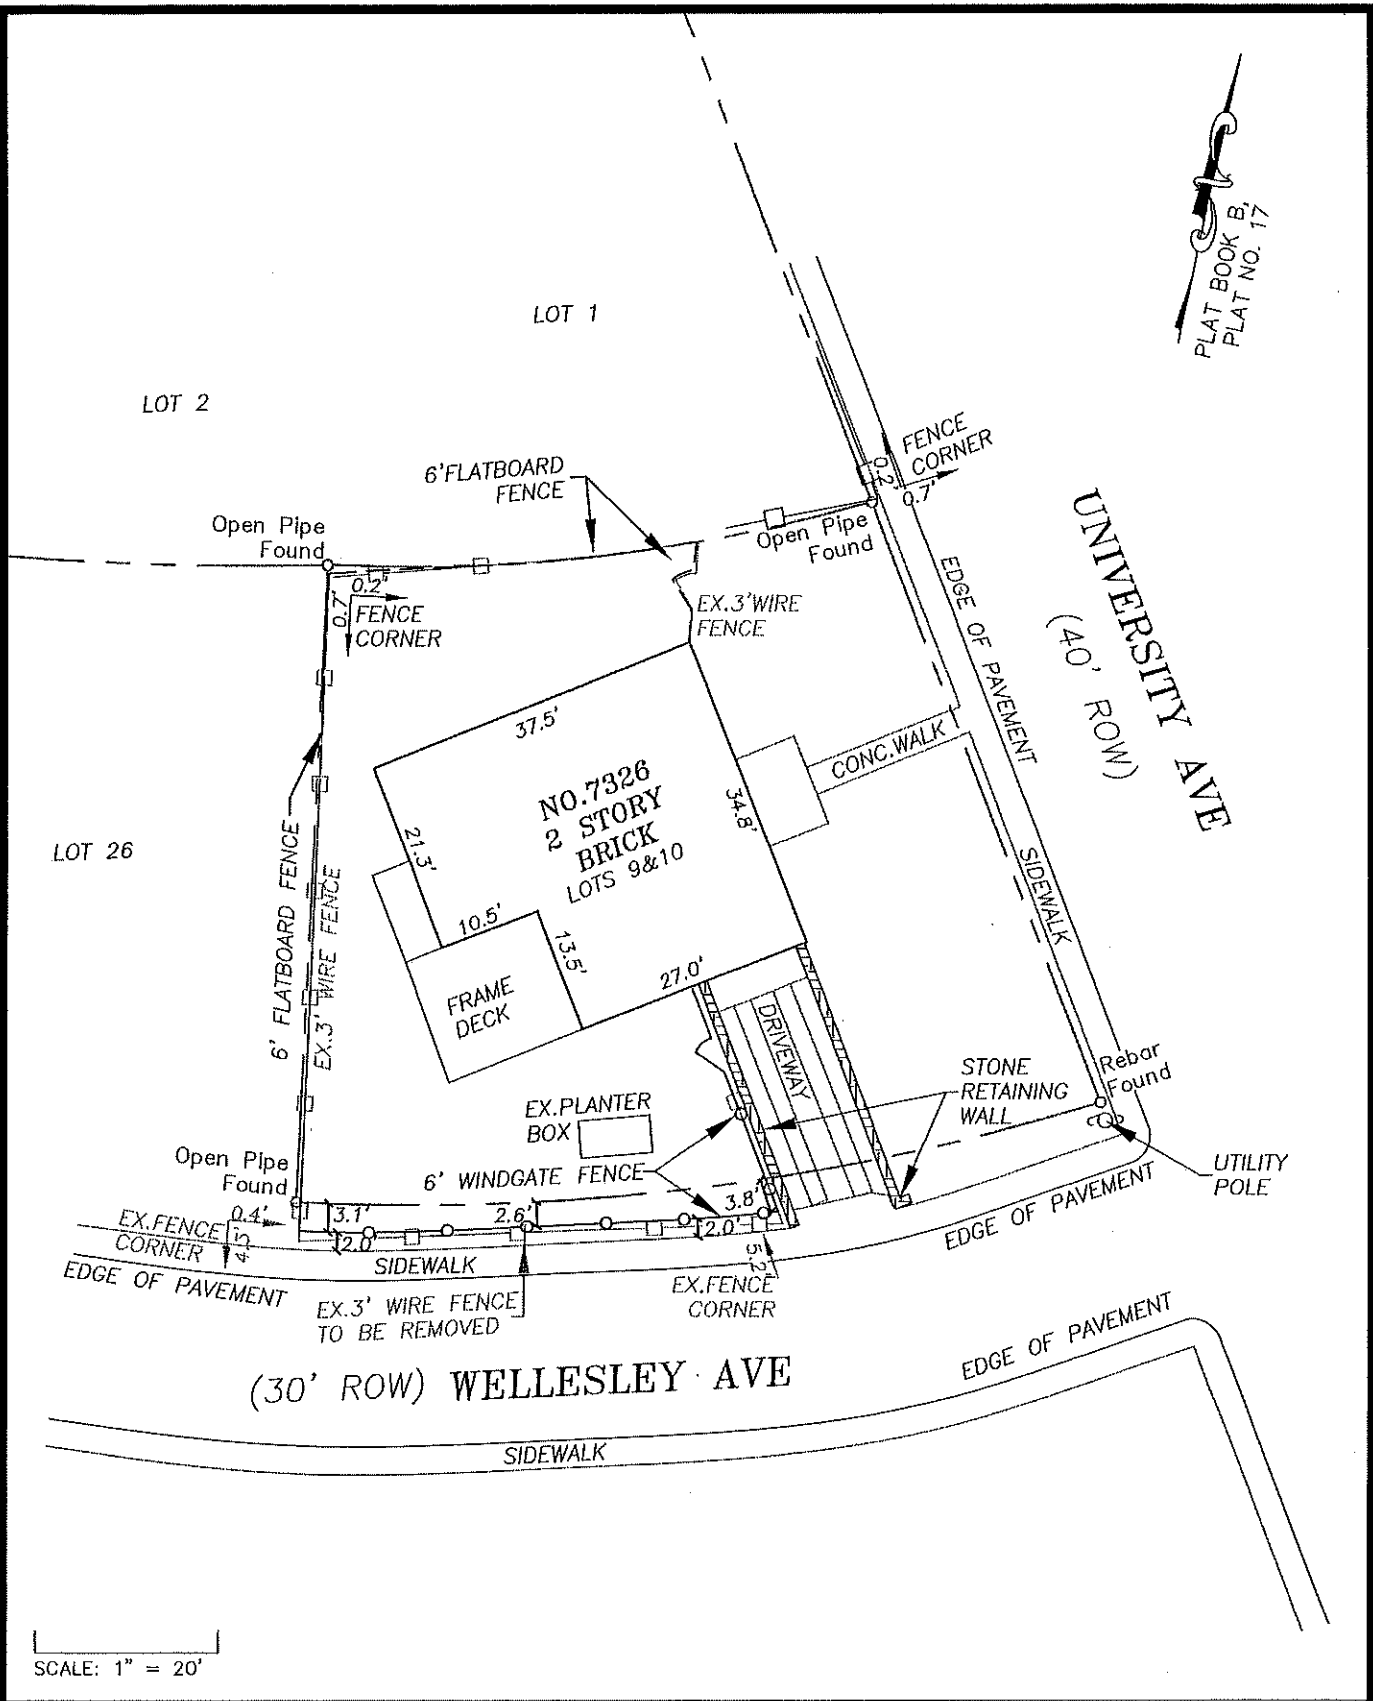 PLAT BOOK B,
PLAT NO. 17
LOT 1
LOT 2
FENCE
CORNER
0.2'
0.7'
6'FLATBOARD
FENCE
Open Pipe
Found
Open Pipe
Found
UNIVERSITY AVE
(40' ROW)
EDGE OF PAVEMENT
0.2'
0.7'
FENCE
CORNER
EX.3'WIRE
FENCE
37.5'
CONC.WALK
NO.7326
2 STORY
BRICK
LOTS 9&10
34.8'
21.3'
LOT 26
6' FLATBOARD FENCE
EX.3' WIRE FENCE
SIDEWALK
10.5'
13.5'
27.0'
FRAME
DECK
DRIVEWAY
STONE
RETAINING
WALL
Rebar
Found
EX.PLANTER
BOX
Open Pipe
Found
6' WINDGATE FENCE
UTILITY
POLE
3.8'
0.4'
3.1'
2.6'
EX.FENCE
CORNER
4.5'
2.0'
2.0'
5.2'
EDGE OF PAVEMENT
SIDEWALK
EDGE OF PAVEMENT
EX.FENCE
CORNER
EX.3' WIRE FENCE
TO BE REMOVED
EDGE OF PAVEMENT
(30' ROW) WELLESLEY AVE
SIDEWALK
SCALE: 1" = 20'